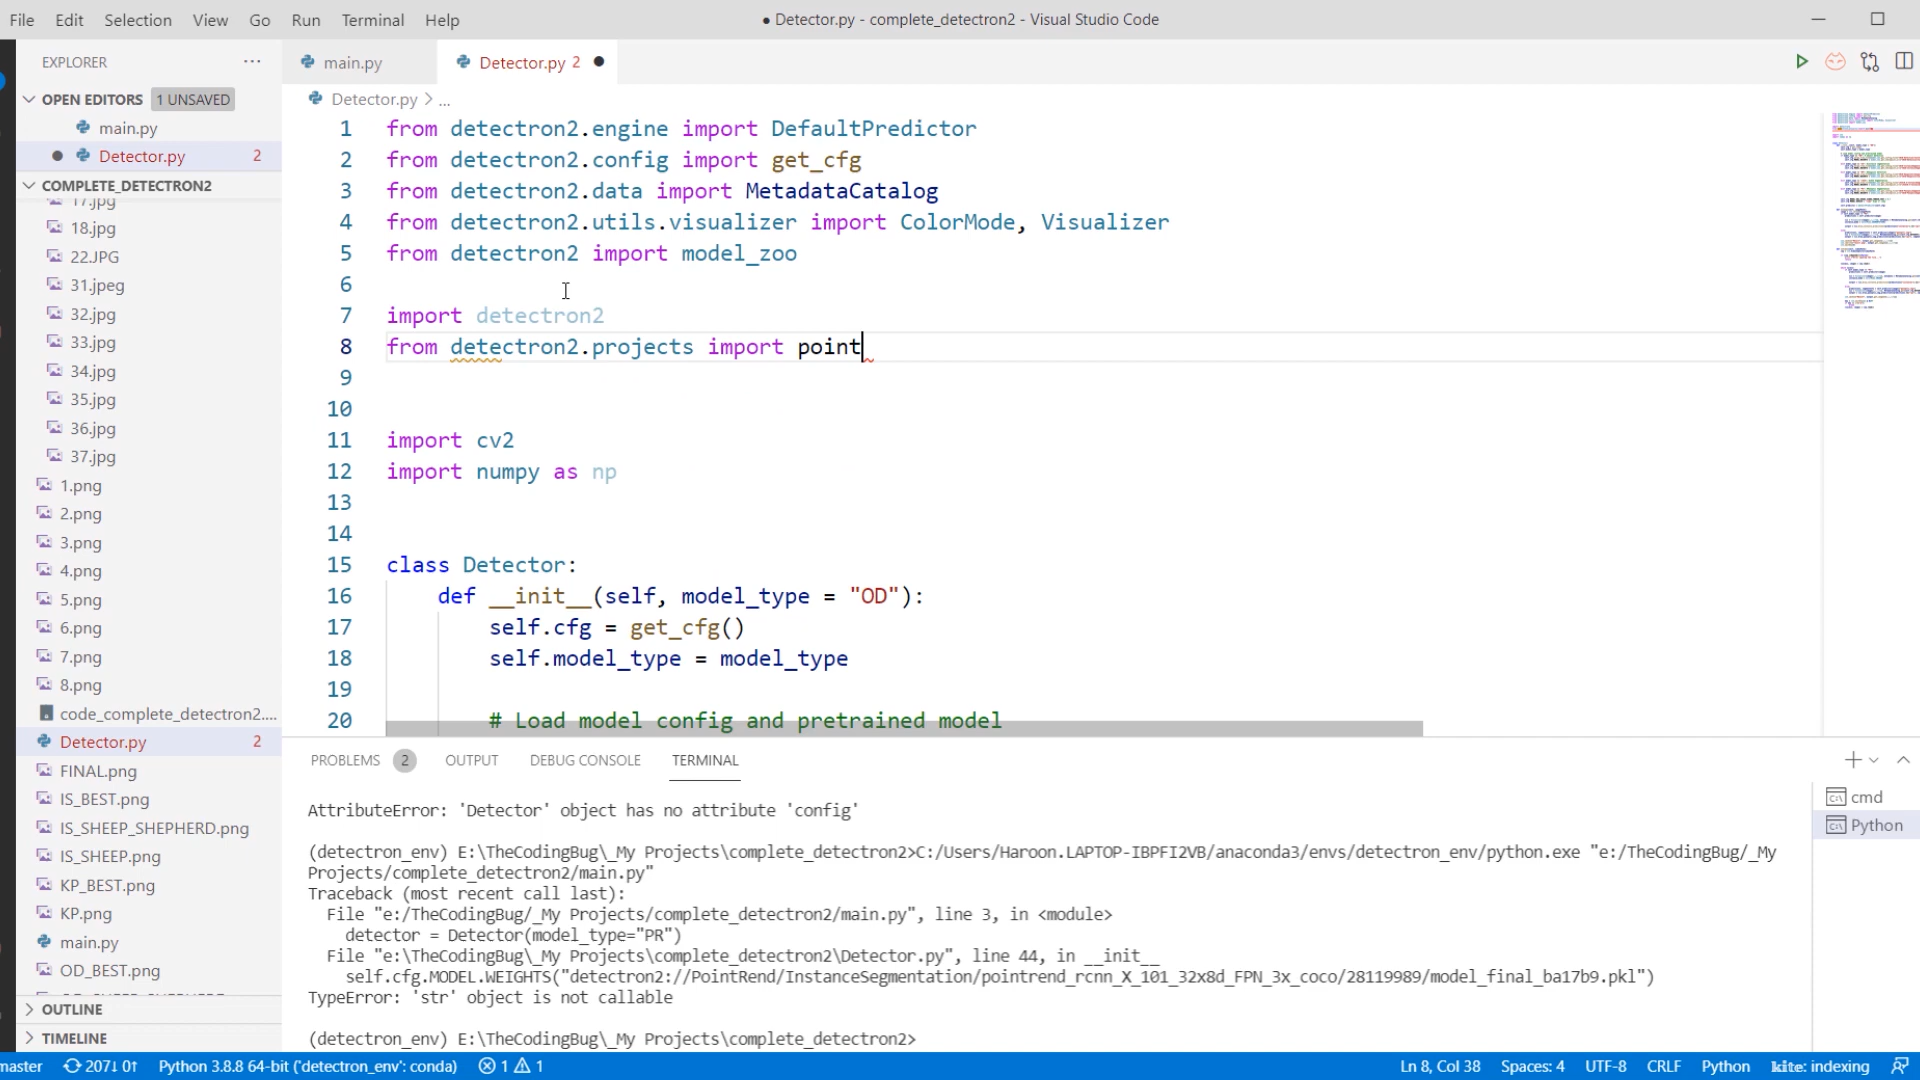 File Edit Selection View Go Run Terminal Help
● Detector.py - complete_detectron2 - Visual Studio Code
EXPLORER ...
OPEN EDITORS 1 UNSAVED
main.py
Detector.py 2
COMPLETE_DETECTRON2
17.jpg
18.jpg
22.JPG
31.jpeg
32.jpg
33.jpg
34.jpg
35.jpg
36.jpg
37.jpg
1.png
2.png
3.png
4.png
5.png
6.png
7.png
8.png
code_complete_detectron2....
Detector.py 2
FINAL.png
IS_BEST.png
IS_SHEEP_SHEPHERD.png
IS_SHEEP.png
KP_BEST.png
KP.png
main.py
OD_BEST.png
OUTLINE
TIMELINE
main.py Detector.py 2 ●
Detector.py > ...
1 from detectron2.engine import DefaultPredictor
2 from detectron2.config import get_cfg
3 from detectron2.data import MetadataCatalog
4 from detectron2.utils.visualizer import ColorMode, Visualizer
5 from detectron2 import model_zoo
6
7 import detectron2
8 from detectron2.projects import point
9
10
11 import cv2
12 import numpy as np
13
14
15 class Detector:
16 def __init__(self, model_type = "OD"):
17 self.cfg = get_cfg()
18 self.model_type = model_type
19
20 # Load model config and pretrained model
PROBLEMS 2 OUTPUT DEBUG CONSOLE TERMINAL
AttributeError: 'Detector' object has no attribute 'config'
(detectron_env) E:\TheCodingBug\_My Projects\complete_detectron2>C:/Users/Haroon.LAPTOP-IBPFI2VB/anaconda3/envs/detectron_env/python.exe "e:/TheCodingBug/_My
Projects/complete_detectron2/main.py"
Traceback (most recent call last):
File "e:/TheCodingBug/_My Projects/complete_detectron2/main.py", line 3, in <module>
detector = Detector(model_type="PR")
File "e:\TheCodingBug\_My Projects\complete_detectron2\Detector.py", line 44, in __init__
self.cfg.MODEL.WEIGHTS("detectron2://PointRend/InstanceSegmentation/pointrend_rcnn_X_101_32x8d_FPN_3x_coco/28119989/model_final_ba17b9.pkl")
TypeError: 'str' object is not callable
(detectron_env) E:\TheCodingBug\_My Projects\complete_detectron2>
cmd
Python
master 207↓ 0↑ Python 3.8.8 64-bit ('detectron_env': conda) 1 1
Ln 8, Col 38 Spaces: 4 UTF-8 CRLF Python kite: indexing